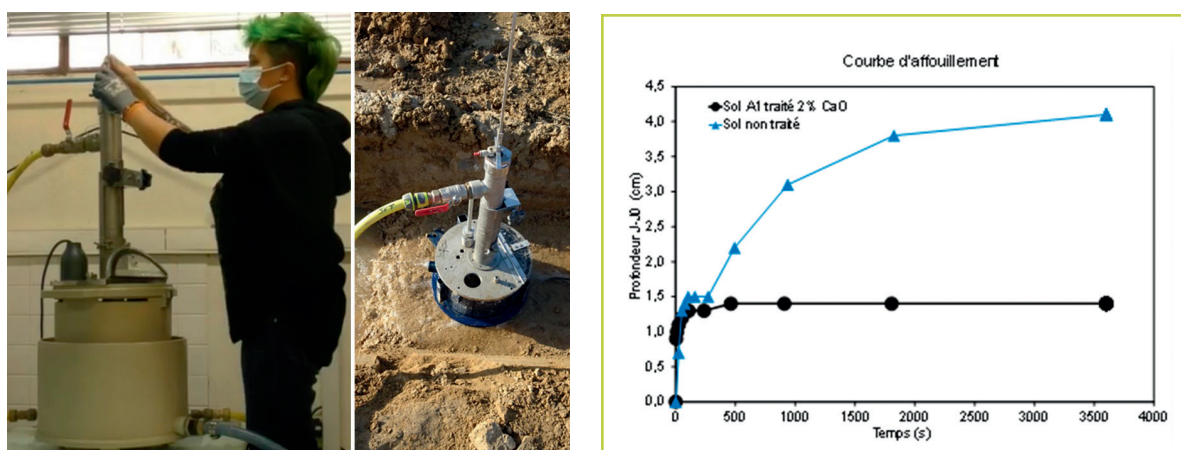 Courbe d'affouillement
Sol A1 traité 2% CaO
Sol non traité
Profondeur J-J0 (cm)
4,5
4,0
3,5
3,0
2,5
2,0
1,5
1,0
0,5
0,0
0 500 1000 1500 2000 2500 3000 3500 4000
Temps (s)